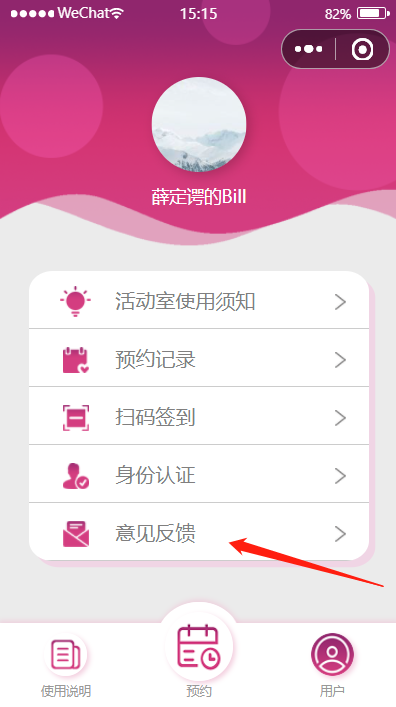 WeChat 15:15 82%
薛定谔的Bill
活动室使用须知
预约记录
扫码签到
身份认证
意见反馈
使用说明 预约 用户